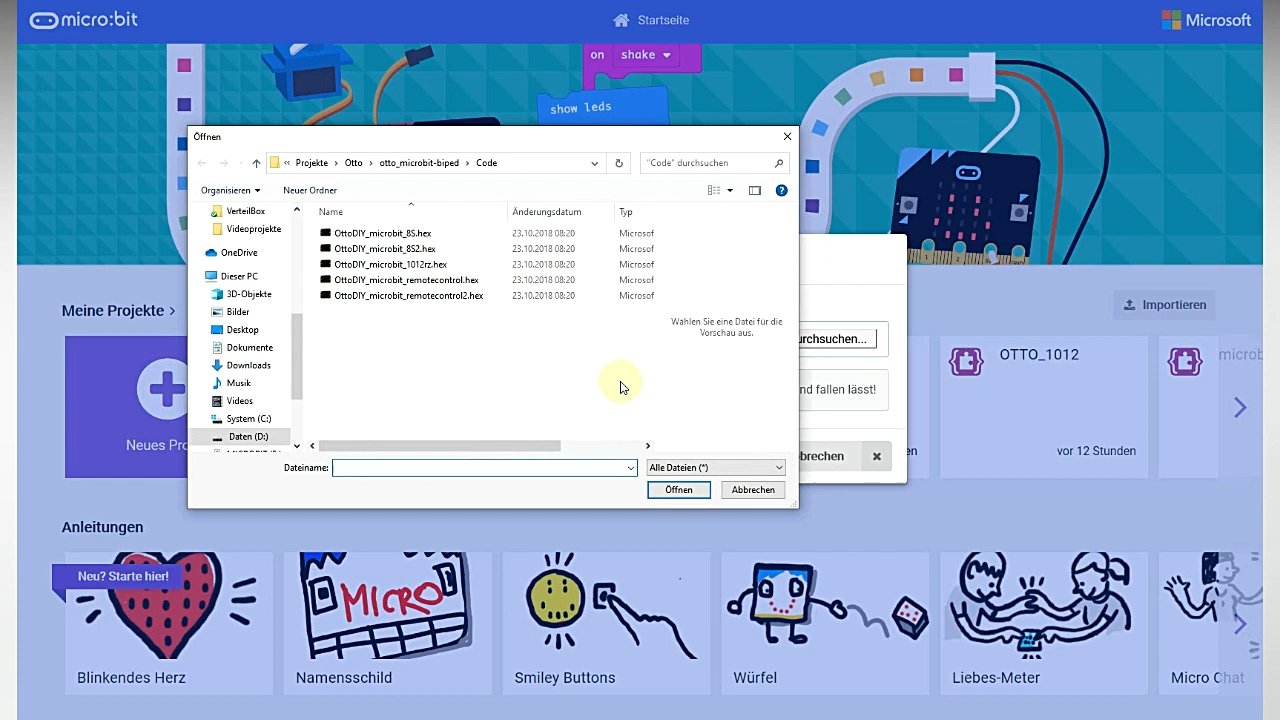 micro:bit
Startseite
Microsoft
on shake
show leds
Öffnen
« Projekte › Otto › otto_microbit-biped › Code
"Code" durchsuchen
Organisieren
Neuer Ordner
VerteilBox
Videoprojekte
OneDrive
Dieser PC
3D-Objekte
Bilder
Desktop
Dokumente
Downloads
Musik
Videos
System (C:)
Daten (D:)
Name Änderungsdatum Typ
OttoDIY_microbit_8S.hex 23.10.2018 08:20 Microsof
OttoDIY_microbit_8S2.hex 23.10.2018 08:20 Microsof
OttoDIY_microbit_1012rz.hex 23.10.2018 08:20 Microsof
OttoDIY_microbit_remotecontrol.hex 23.10.2018 08:20 Microsof
OttoDIY_microbit_remotecontrol2.hex 23.10.2018 08:20 Microsof
Wählen Sie eine Datei für die
Vorschau aus.
Dateiname:
Alle Dateien (*)
Öffnen
Abbrechen
Meine Projekte
Importieren
Neues Pro
urchsuchen...
nd fallen lässt!
brechen
en
OTTO_1012
vor 12 Stunden
microb
Anleitungen
Neu? Starte hier!
MICRO
Blinkendes Herz
Namensschild
Smiley Buttons
Würfel
Liebes-Meter
Micro Chat